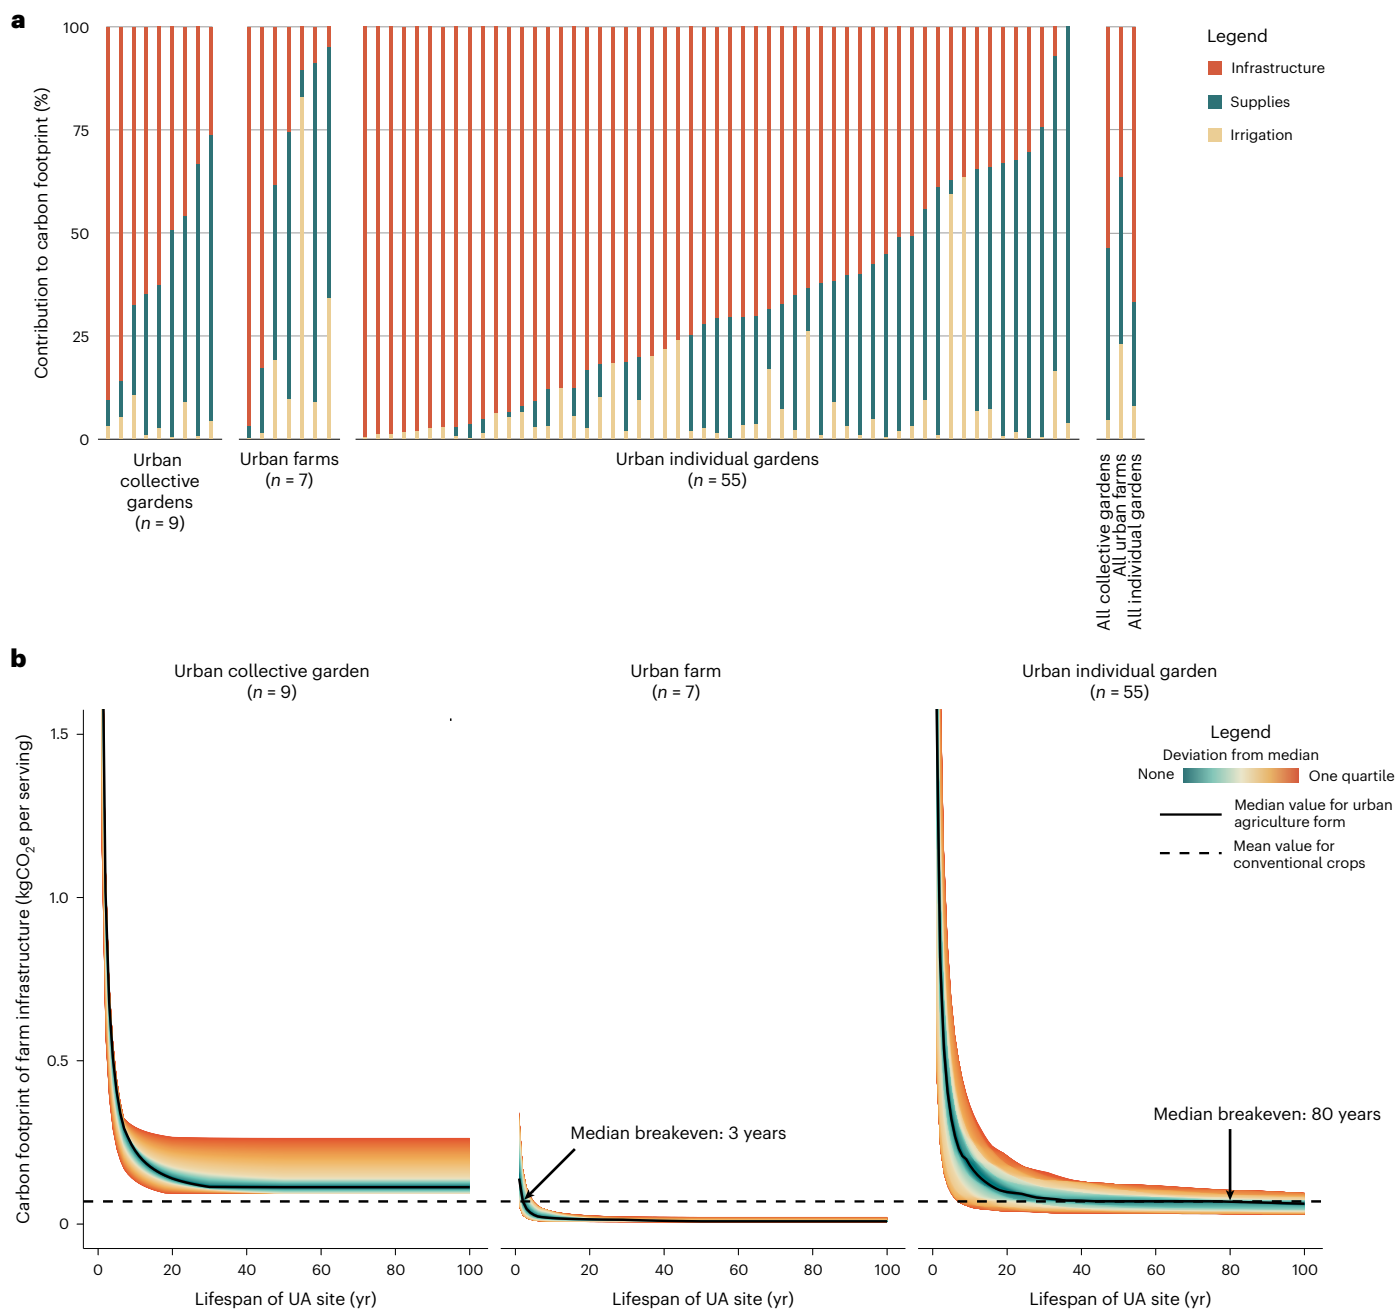 a
Contribution to carbon footprint (%)
100
75
50
25
0
Urban
collective
gardens
(n = 9)
Urban farms
(n = 7)
Urban individual gardens
(n = 55)
All collective gardens
All urban farms
All individual gardens
Legend
Infrastructure
Supplies
Irrigation
b
Urban collective garden
(n = 9)
Urban farm
(n = 7)
Urban individual garden
(n = 55)
Carbon footprint of farm infrastructure (kgCO2e per serving)
1.5
1.0
0.5
0
Legend
Deviation from median
None
One quartile
Median value for urban
agriculture form
Mean value for
conventional crops
Median breakeven: 3 years
Median breakeven: 80 years
0 20 40 60 80 100
0 20 40 60 80 100
0 20 40 60 80 100
Lifespan of UA site (yr)
Lifespan of UA site (yr)
Lifespan of UA site (yr)